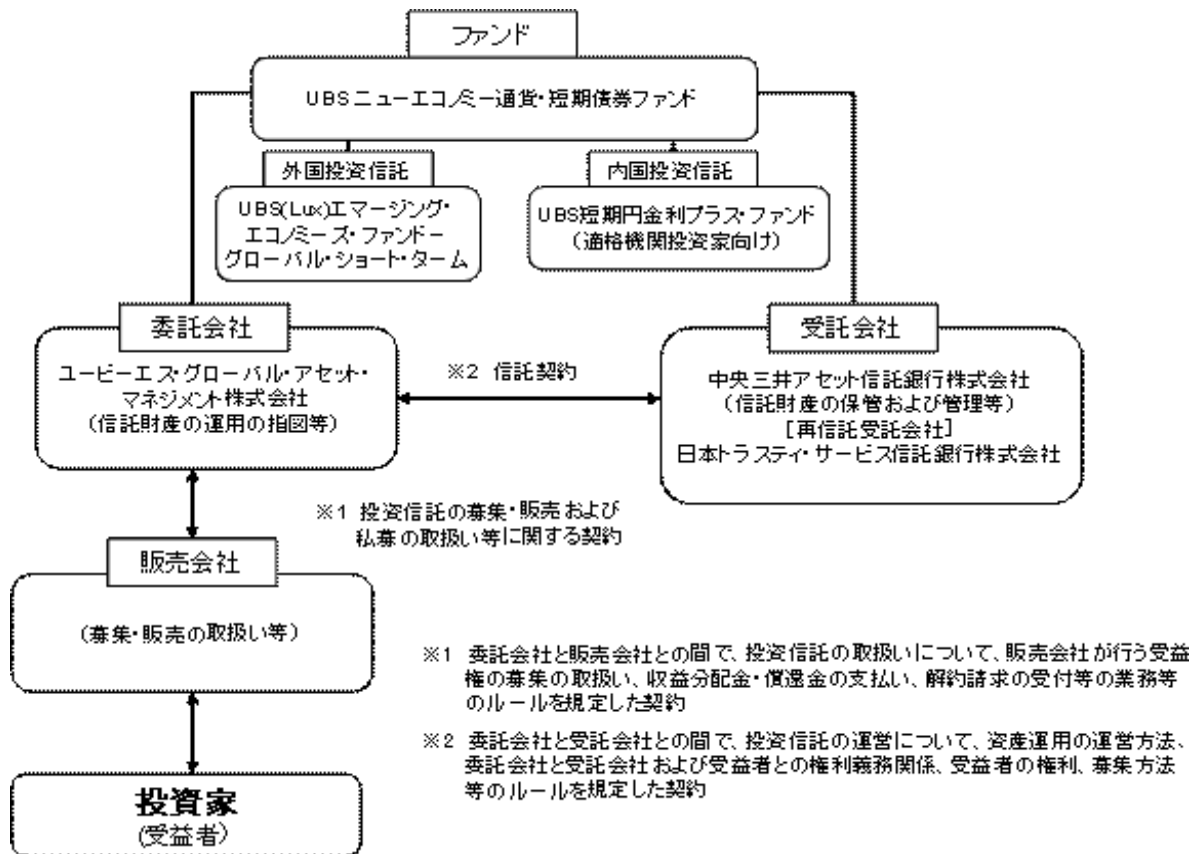 ファンド
UBSニューエコノミー通貨・短期債券ファンド
外国投資信託
UBS(Lux)エマージング・
エコノミーズ・ファンドー
グローバル・ショート・ターム
内国投資信託
UBS短期円金利プラス・ファンド
(適格機関投資家向け)
委託会社
ユービーエス・グローバル・アセット・
マネジメント株式会社
(信託財産の運用の指図等)
※2 信託契約
受託会社
中央三井アセット信託銀行株式会社
(信託財産の保管および管理等)
[再信託受託会社]
日本トラスティ・サービス信託銀行株式会社
※1 投資信託の募集・販売および
私募の取扱い等に関する契約
販売会社
(募集・販売の取扱い等)
投資家
(受益者)
※1 委託会社と販売会社との間で、投資信託の取扱いについて、販売会社が行う受益
権の募集の取扱い、収益分配金・償還金の支払い、解約請求の受付等の業務等
のルールを規定した契約
※2 委託会社と受託会社との間で、投資信託の運営について、資産運用の運営方法、
委託会社と受託会社および受益者との権利義務関係、受益者の権利、募集方法
等のルールを規定した契約